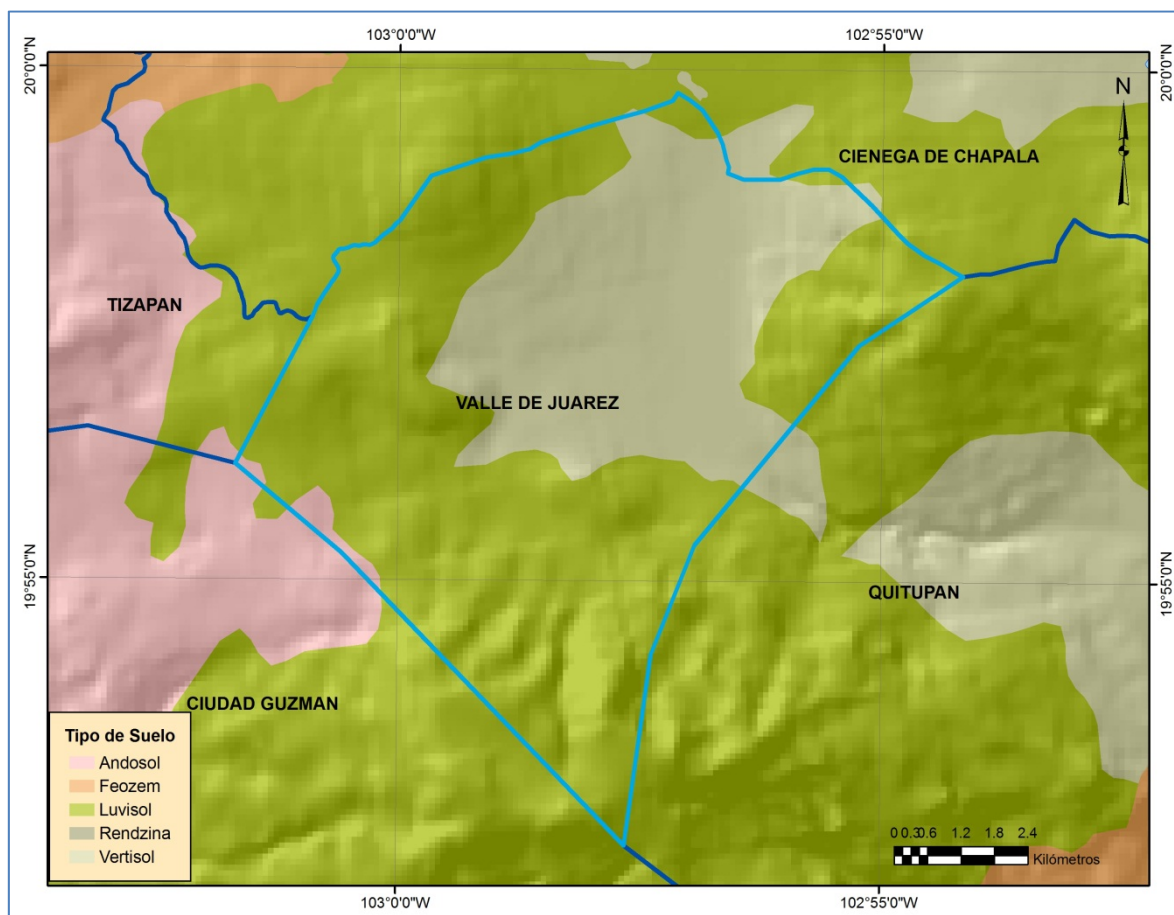 103°0'0"W
102°55'0"W
20°0'0"N
20°0'0"N
N
CIENEGA DE CHAPALA
TIZAPAN
VALLE DE JUAREZ
19°55'0"N
19°55'0"N
QUITUPAN
CIUDAD GUZMAN
Tipo de Suelo
Andosol
Feozem
Luvisol
Rendzina
Vertisol
0 0.3 0.6 1.2 1.8 2.4
Kilómetros
103°0'0"W
102°55'0"W